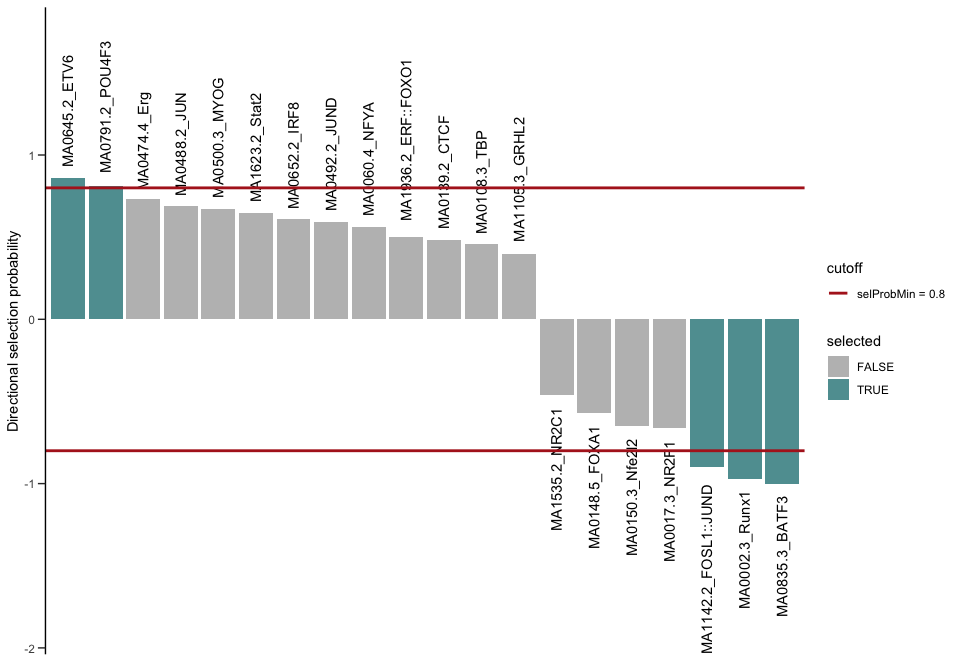 Directional selection probability
1
0
-1
-2
MA0645.2_ETV6
MA0791.2_POU4F3
MA0474.4_Erg
MA0488.2_JUN
MA0500.3_MYOG
MA1623.2_Stat2
MA0652.2_IRF8
MA0492.2_JUND
MA0060.4_NFYA
MA1936.2_ERF::FOXO1
MA0139.2_CTCF
MA0108.3_TBP
MA1105.3_GRHL2
MA1535.2_NR2C1
MA0148.5_FOXA1
MA0150.3_Nfe2l2
MA0017.3_NR2F1
MA1142.2_FOSL1::JUND
MA0002.3_Runx1
MA0835.3_BATF3
cutoff
selProbMin = 0.8
selected
FALSE
TRUE